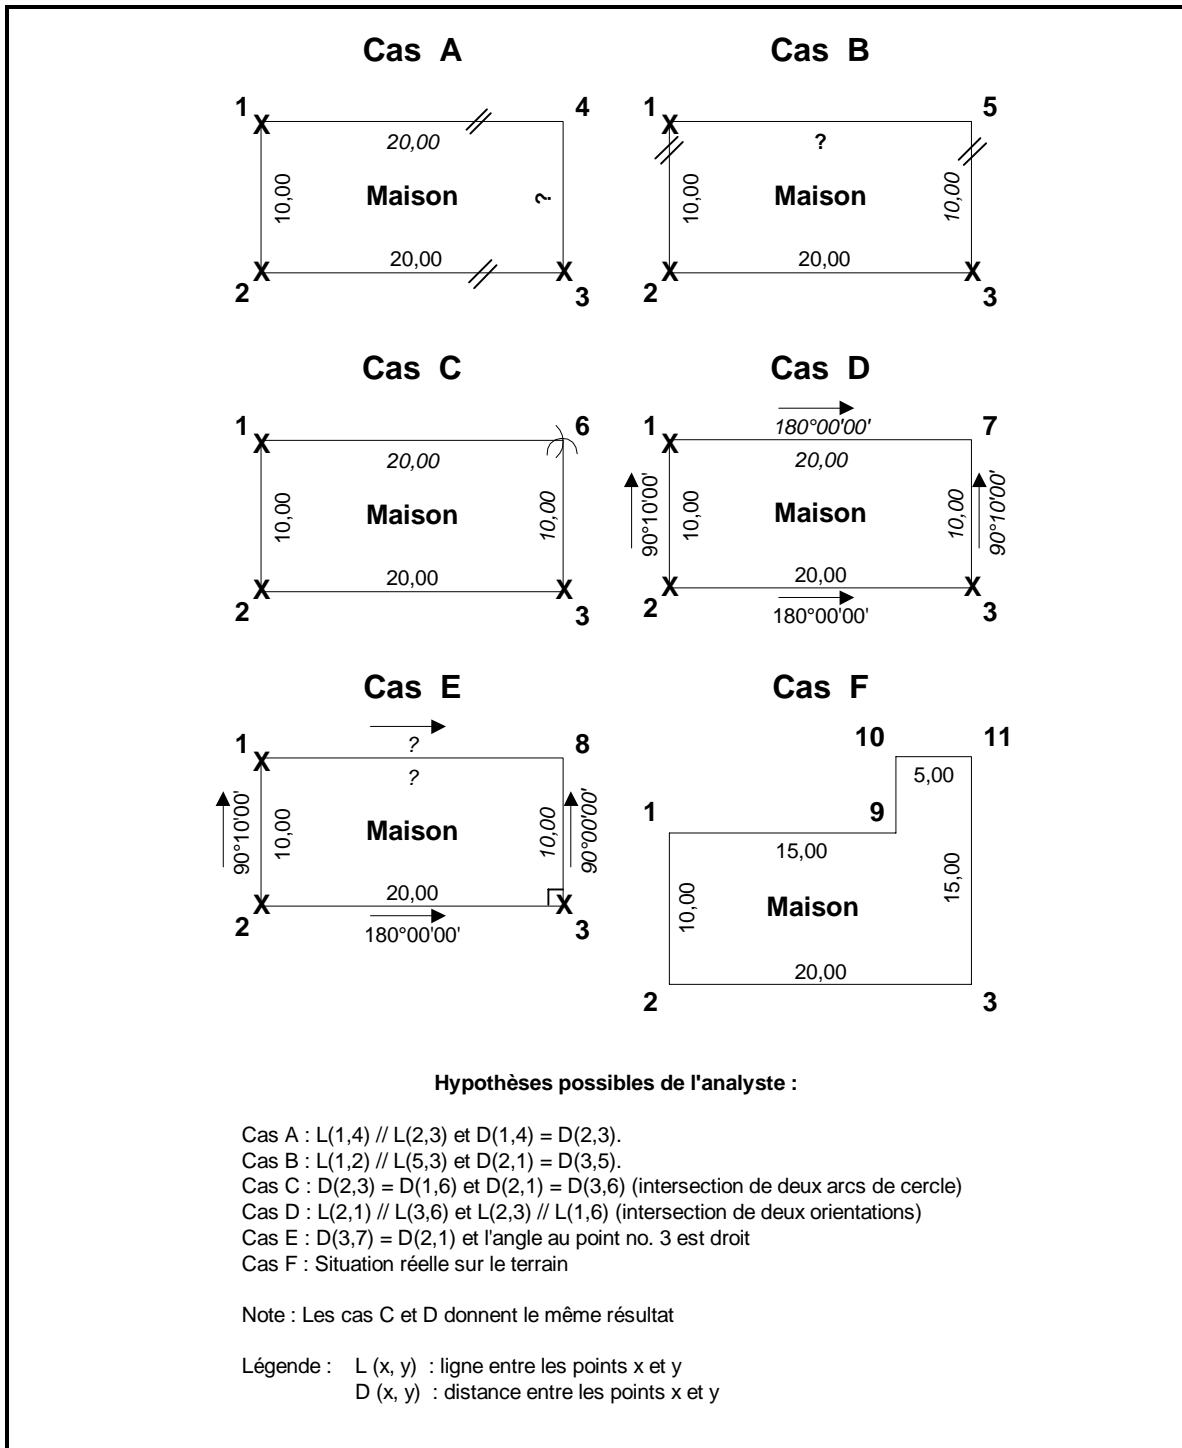 Cas A
Cas B
1
4
20,00
10,00
Maison
?
20,00
2
3
1
5
?
10,00
Maison
10,00
20,00
2
3
Cas C
Cas D
1
6
20,00
10,00
Maison
10,00
20,00
2
3
180°00'00'
1
7
20,00
90°10'00'
10,00
Maison
10,00
90°10'00'
20,00
2
3
180°00'00'
Cas E
Cas F
?
1
8
?
90°10'00'
10,00
Maison
10,00
90°00'00'
20,00
2
3
180°00'00'
10
11
5,00
1
9
15,00
10,00
Maison
15,00
20,00
2
3
Hypothèses possibles de l'analyste :
Cas A : L(1,4) // L(2,3) et D(1,4) = D(2,3).
Cas B : L(1,2) // L(5,3) et D(2,1) = D(3,5).
Cas C : D(2,3) = D(1,6) et D(2,1) = D(3,6) (intersection de deux arcs de cercle)
Cas D : L(2,1) // L(3,6) et L(2,3) // L(1,6) (intersection de deux orientations)
Cas E : D(3,7) = D(2,1) et l'angle au point no. 3 est droit
Cas F : Situation réelle sur le terrain
Note : Les cas C et D donnent le même résultat
Légende : L (x, y) : ligne entre les points x et y
D (x, y) : distance entre les points x et y